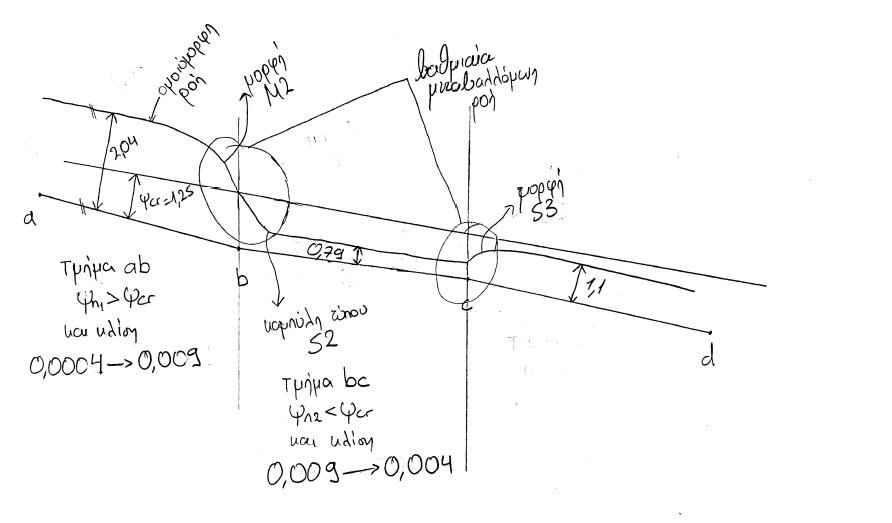 ομοιόμορφη
ροή
μορφή
M2
βαθμιαία
μεταβαλλόμενη
ροή
2,04
ψcr=1,25
a
b
0,79
μορφή
S3
c
1,1
d
Τμήμα ab
ψn1>ψcr
και κλίση
0,0004→0,009
καμπύλη τύπου
S2
Τμήμα bc
ψn2<ψcr
και κλίση
0,009→0,004